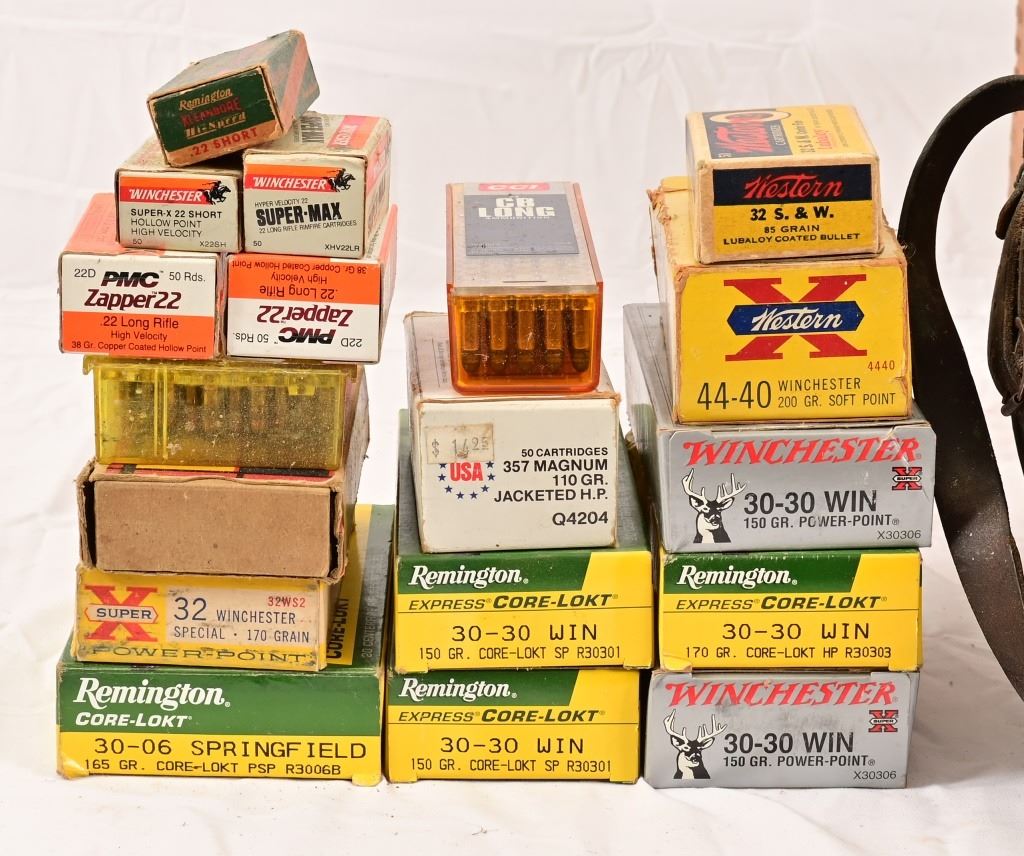 Remington
KLEANBORE
Hi-Speed
.22 SHORT
WINCHESTER
SUPER-X 22 SHORT
HOLLOW POINT
HIGH VELOCITY
50 X22SH
WINCHESTER
HYPER VELOCITY 22
SUPER-MAX
22 LONG RIFLE RIMFIRE CARTRIDGES
50 XHV22LR
22D PMC 50 Rds.
Zapper 22
.22 Long Rifle
High Velocity
38 Gr. Copper Coated Hollow Point
22D PMC 50 Rds.
Zapper 22
.22 Long Rifle
High Velocity
38 Gr. Copper Coated Hollow Point
X SUPER
32 WINCHESTER
32WS2
SPECIAL · 170 GRAIN
POWER-POINT
CORE-LOKT
Remington
CORE-LOKT
30-06 SPRINGFIELD
165 GR. CORE-LOKT PSP R3006B
CCI
CB
LONG
$ 14.25
USA
50 CARTRIDGES
357 MAGNUM
110 GR.
JACKETED H.P.
Q4204
Remington
EXPRESS CORE-LOKT
30-30 WIN
150 GR. CORE-LOKT SP R30301
Remington
EXPRESS CORE-LOKT
30-30 WIN
150 GR. CORE-LOKT SP R30301
Western
32 S. & W.
85 GRAIN
LUBALOY COATED BULLET
X
Western
4440
44-40 WINCHESTER
200 GR. SOFT POINT
WINCHESTER
SUPER X
30-30 WIN
150 GR. POWER-POINT®
X30306
Remington
EXPRESS CORE-LOKT
30-30 WIN
170 GR. CORE-LOKT HP R30303
WINCHESTER
SUPER X
30-30 WIN
150 GR. POWER-POINT®
X30306